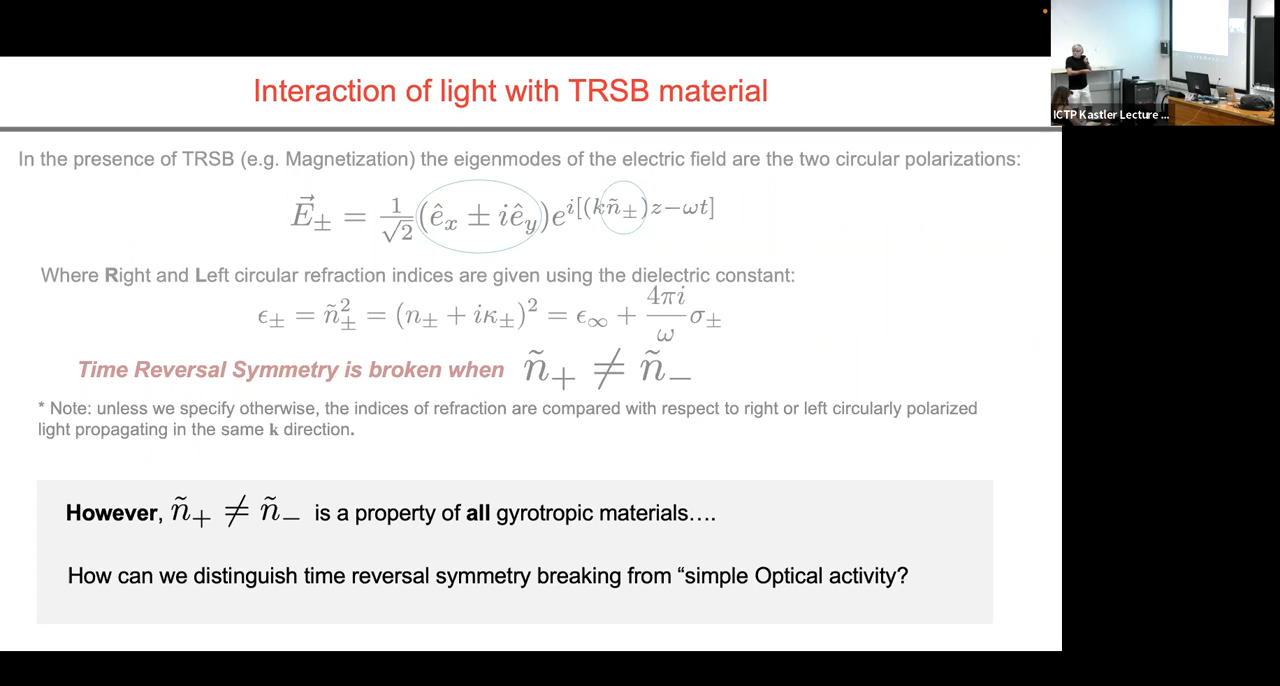 Interaction of light with TRSB material
ICTP Kastler Lecture ...
In the presence of TRSB (e.g. Magnetization) the eigenmodes of the electric field are the two circular polarizations:
$\vec{E}_{\pm} = \frac{1}{\sqrt{2}}(\hat{e}_x \pm i\hat{e}_y)e^{i[(k\tilde{n}_{\pm})z-\omega t]}$
Where Right and Left circular refraction indices are given using the dielectric constant:
$\epsilon_{\pm} = \tilde{n}_{\pm}^2 = (n_{\pm} + i\kappa_{\pm})^2 = \epsilon_{\infty} + \frac{4\pi i}{\omega}\sigma_{\pm}$
Time Reversal Symmetry is broken when $\tilde{n}_+ \neq \tilde{n}_-$
* Note: unless we specify otherwise, the indices of refraction are compared with respect to right or left circularly polarized
light propagating in the same k direction.
However, $\tilde{n}_+ \neq \tilde{n}_-$ is a property of all gyrotropic materials....
How can we distinguish time reversal symmetry breaking from “simple Optical activity?